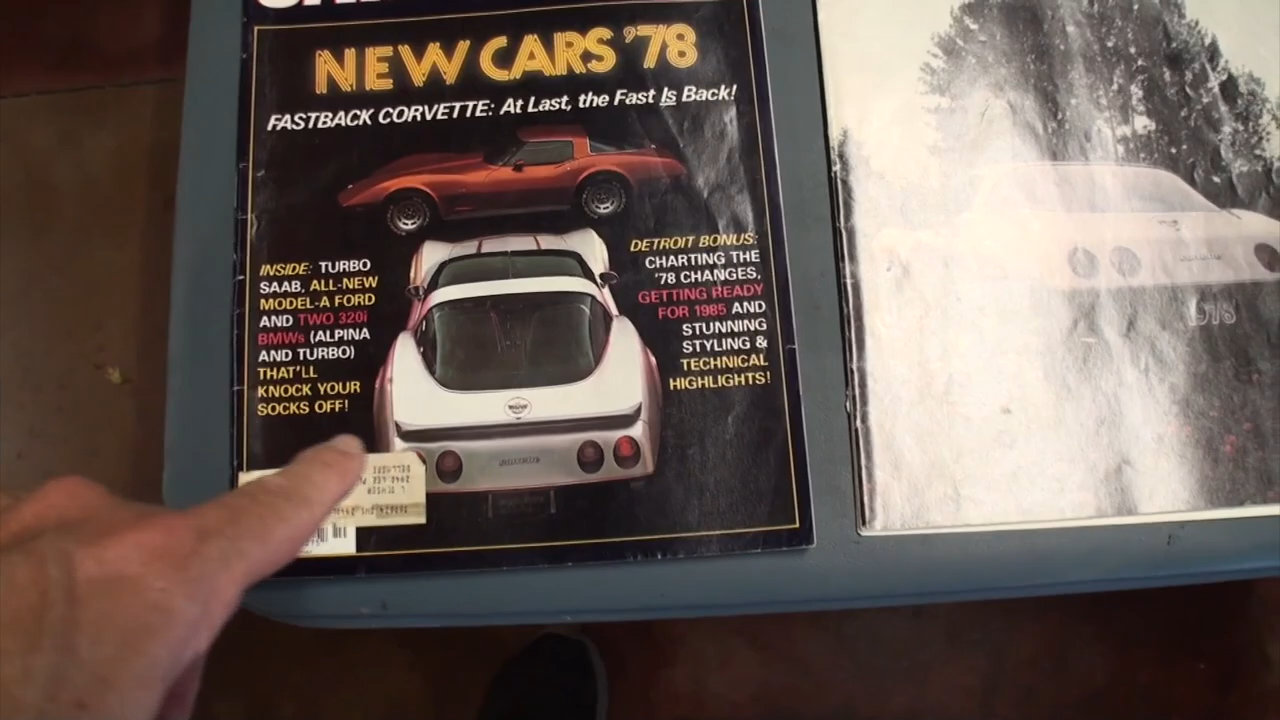 NEW CARS '78
FASTBACK CORVETTE: At Last, the Fast Is Back!
INSIDE: TURBO
SAAB, ALL-NEW
MODEL-A FORD
AND TWO 320i
BMWs (ALPINA
AND TURBO)
THAT'LL
KNOCK YOUR
SOCKS OFF!
DETROIT BONUS:
CHARTING THE
'78 CHANGES,
GETTING READY
FOR 1985 AND
STUNNING
STYLING &
TECHNICAL
HIGHLIGHTS!
1978